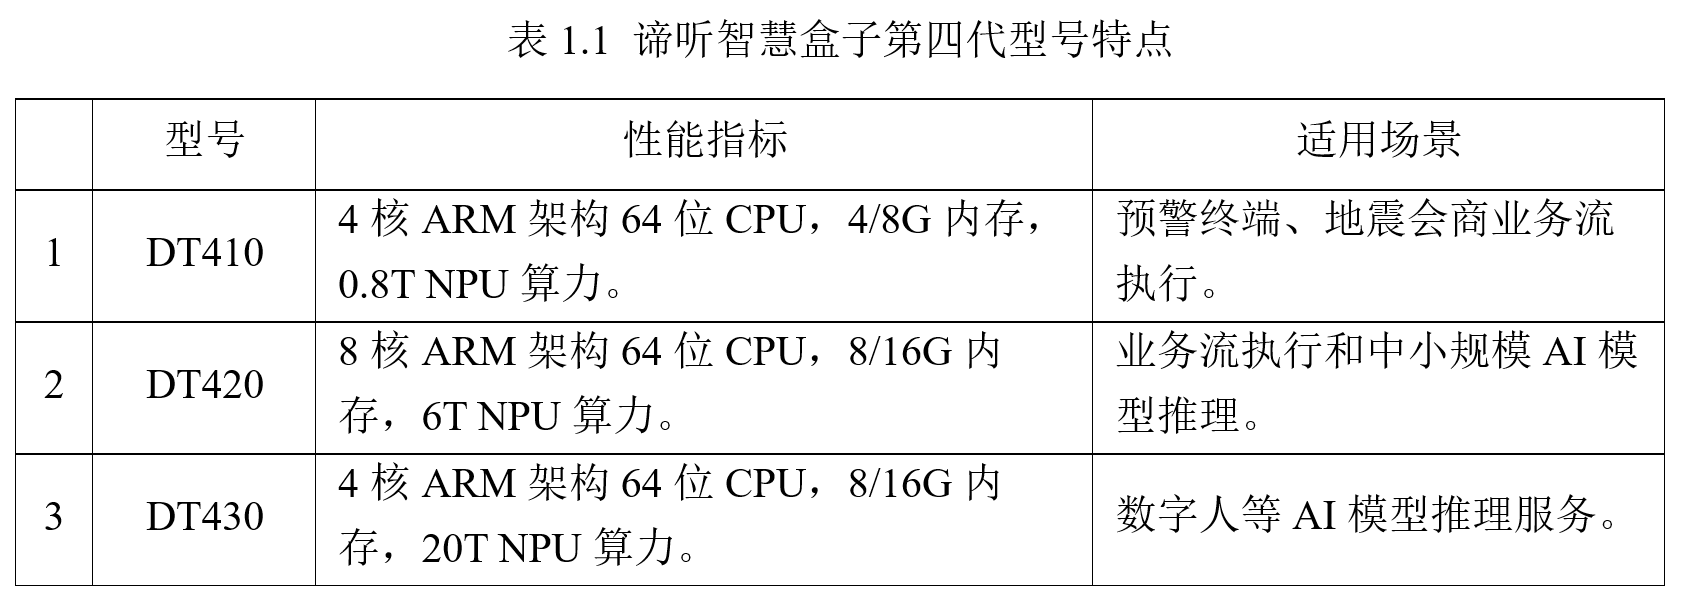 表 1.1 谛听智慧盒子第四代型号特点
型号 性能指标 适用场景
1 DT410 4 核 ARM 架构 64 位 CPU，4/8G 内存，0.8T NPU 算力。 预警终端、地震会商业务流执行。
2 DT420 8 核 ARM 架构 64 位 CPU，8/16G 内存，6T NPU 算力。 业务流执行和中小规模 AI 模型推理。
3 DT430 4 核 ARM 架构 64 位 CPU，8/16G 内存，20T NPU 算力。 数字人等 AI 模型推理服务。